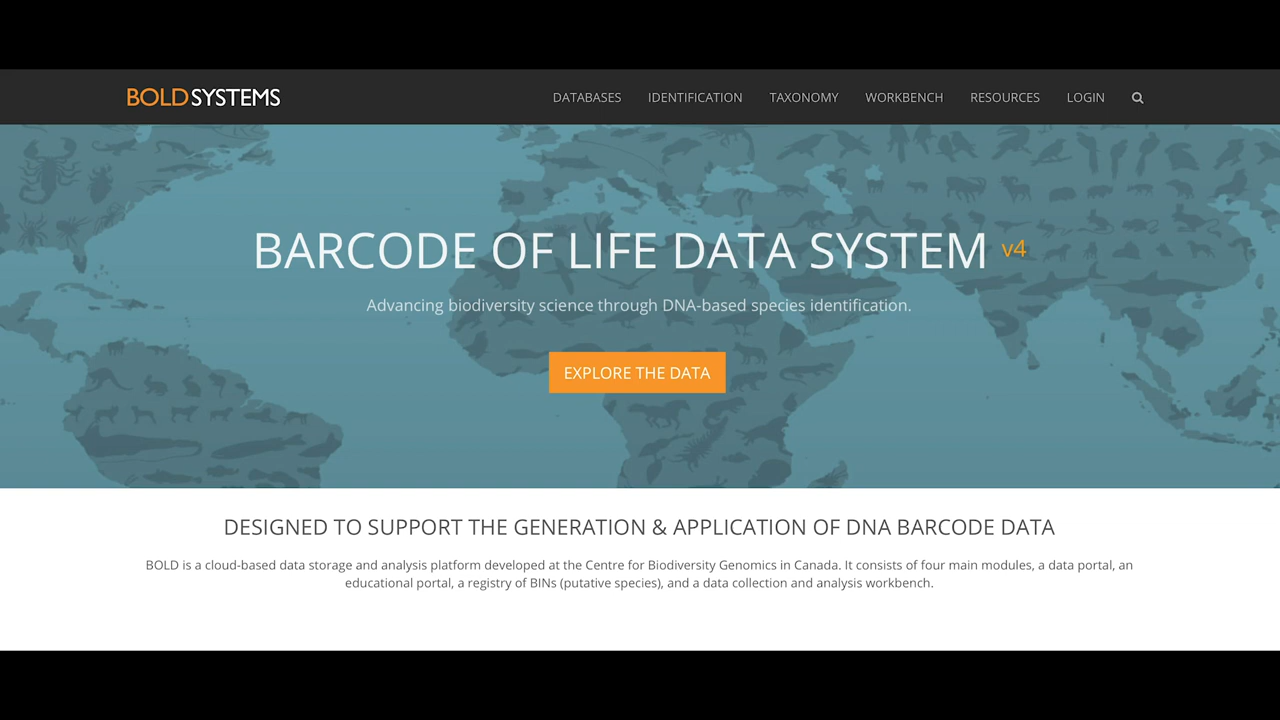 BOLDSYSTEMS
DATABASES IDENTIFICATION TAXONOMY WORKBENCH RESOURCES LOGIN
BARCODE OF LIFE DATA SYSTEM v4
Advancing biodiversity science through DNA-based species identification.
EXPLORE THE DATA
DESIGNED TO SUPPORT THE GENERATION & APPLICATION OF DNA BARCODE DATA
BOLD is a cloud-based data storage and analysis platform developed at the Centre for Biodiversity Genomics in Canada. It consists of four main modules, a data portal, an
educational portal, a registry of BINs (putative species), and a data collection and analysis workbench.